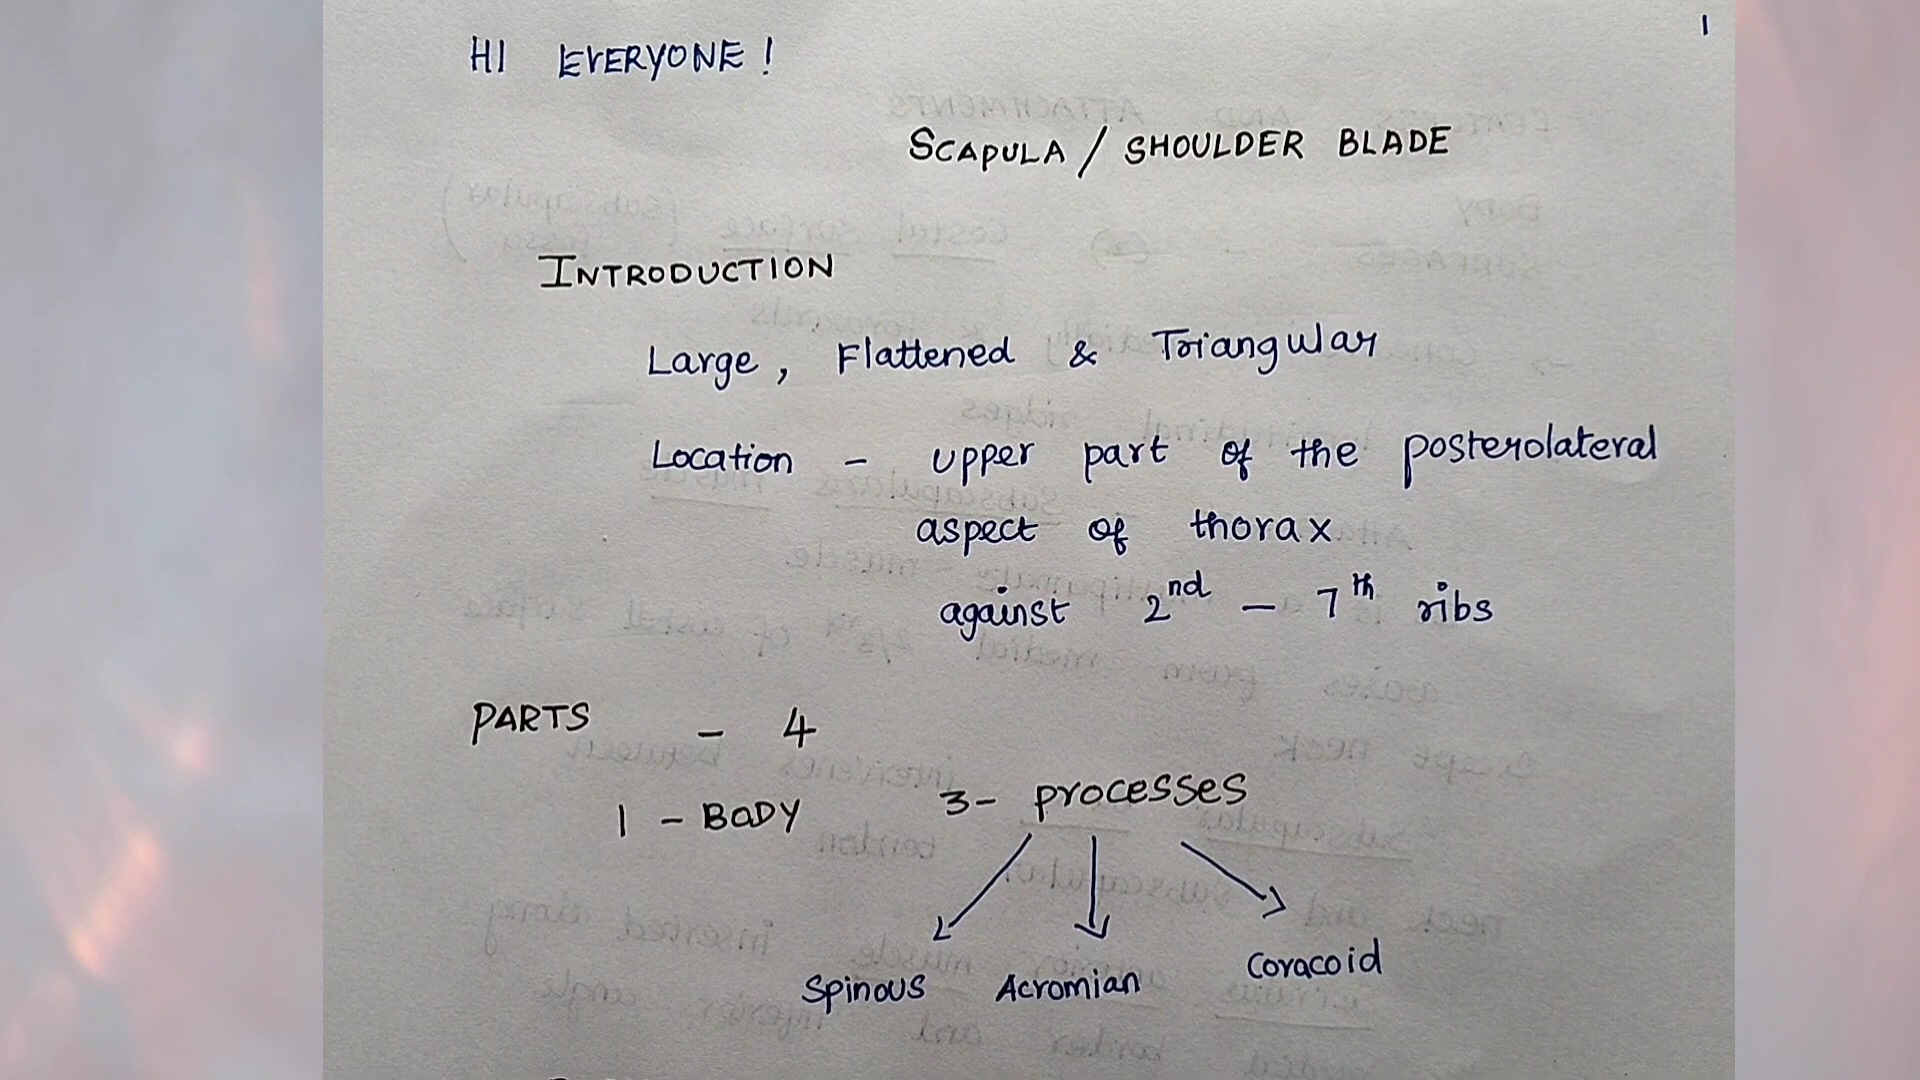 1
HI EVERYONE!
SCAPULA / SHOULDER BLADE
INTRODUCTION
Large, Flattened & Triangular
Location - upper part of the posterolateral
aspect of thorax
against 2nd - 7th ribs
PARTS - 4
1 - BODY 3- processes
Spinous Acromian Coracoid